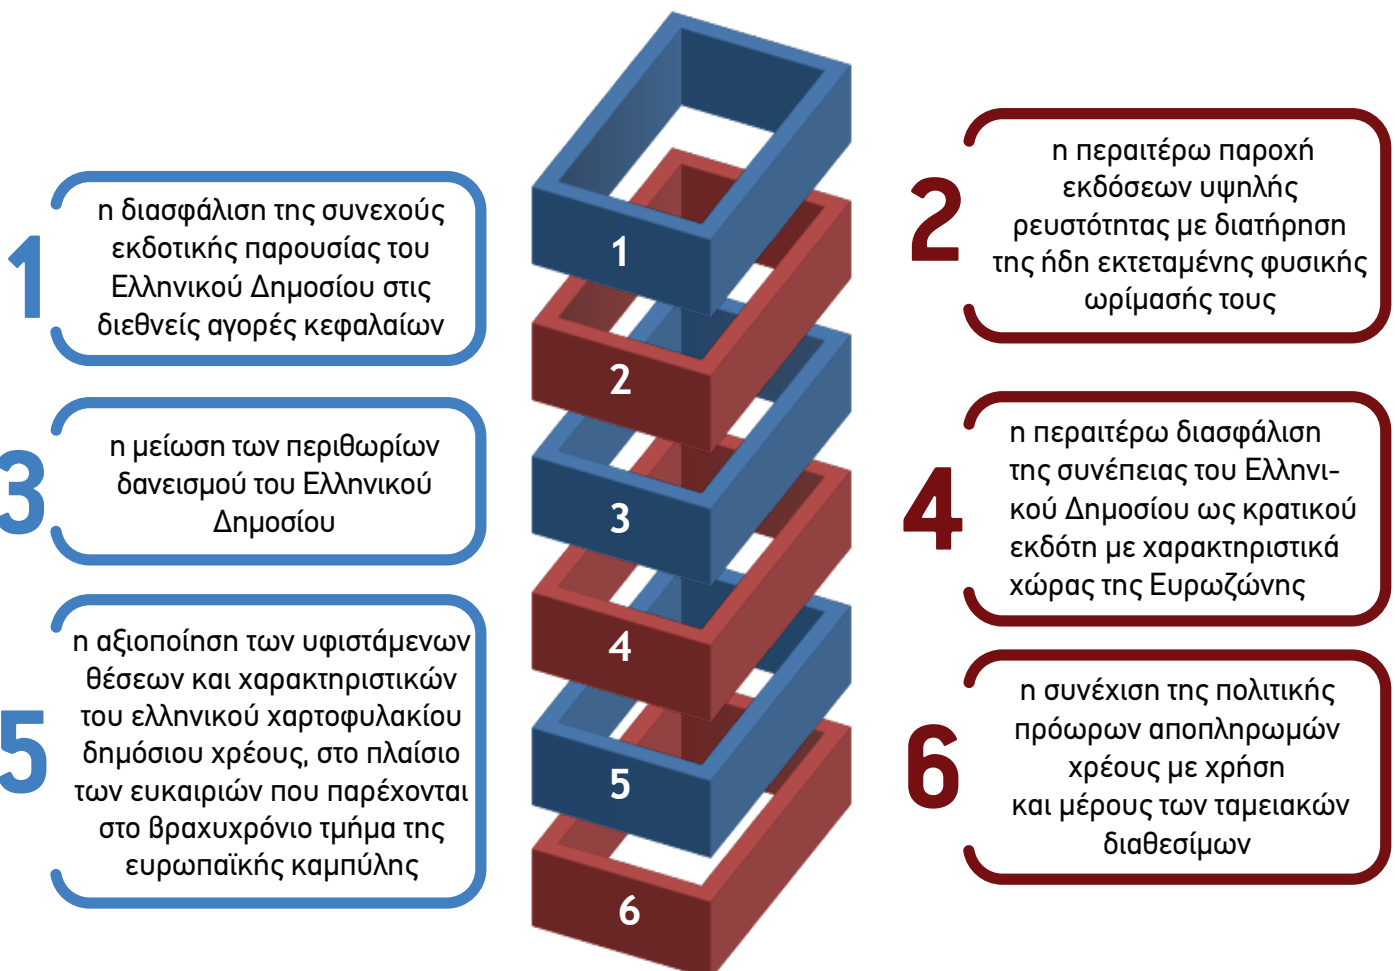 1
η διασφάλιση της συνεχούς
εκδοτικής παρουσίας του
Ελληνικού Δημοσίου στις
διεθνείς αγορές κεφαλαίων
2
η περαιτέρω παροχή
εκδόσεων υψηλής
ρευστότητας με διατήρηση
της ήδη εκτεταμένης φυσικής
ωρίμασής τους
3
η μείωση των περιθωρίων
δανεισμού του Ελληνικού
Δημοσίου
4
η περαιτέρω διασφάλιση
της συνέπειας του Ελληνι-
κού Δημοσίου ως κρατικού
εκδότη με χαρακτηριστικά
χώρας της Ευρωζώνης
5
η αξιοποίηση των υφιστάμενων
θέσεων και χαρακτηριστικών
του ελληνικού χαρτοφυλακίου
δημόσιου χρέους, στο πλαίσιο
των ευκαιριών που παρέχονται
στο βραχυχρόνιο τμήμα της
ευρωπαϊκής καμπύλης
6
η συνέχιση της πολιτικής
πρόωρων αποπληρωμών
χρέους με χρήση
και μέρους των ταμειακών
διαθεσίμων
1
2
3
4
5
6